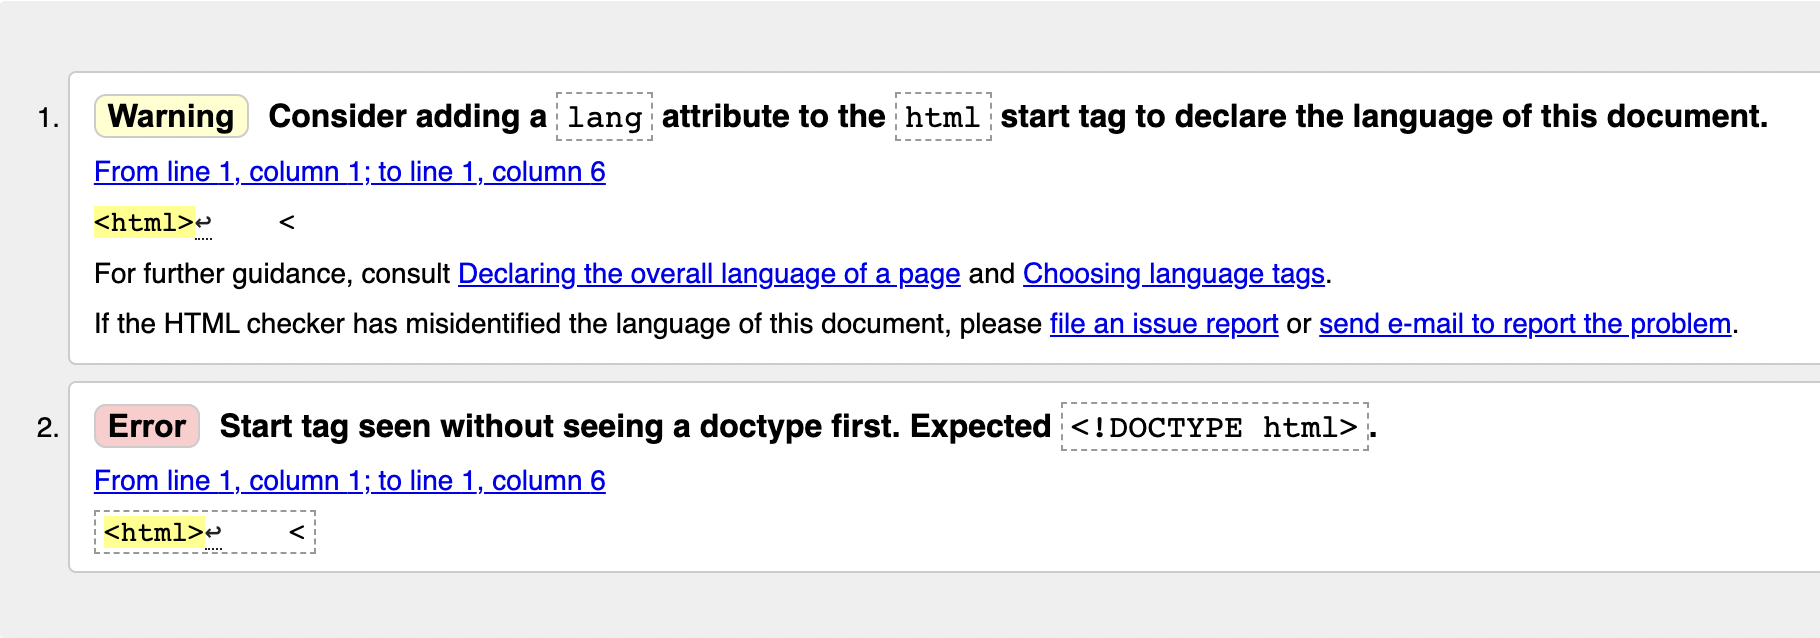 1. Warning Consider adding a lang attribute to the html start tag to declare the language of this document.
From line 1, column 1; to line 1, column 6
<html>↩    <
For further guidance, consult Declaring the overall language of a page and Choosing language tags.
If the HTML checker has misidentified the language of this document, please file an issue report or send e-mail to report the problem.
2. Error Start tag seen without seeing a doctype first. Expected <!DOCTYPE html>.
From line 1, column 1; to line 1, column 6
<html>↩    <